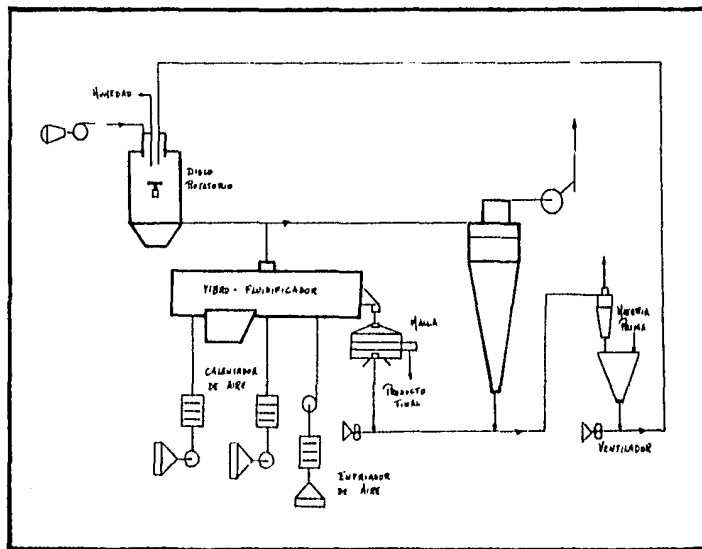 HUMEDAD
DISCO
ROTATORIO
VIBRO - FLUIDIFICADOR
MALLA
MATERIA
PRIMA
CALENTADOR
DE AIRE
PRODUCTO
FINAL
ENFRIADOR
DE AIRE
VENTILADOR